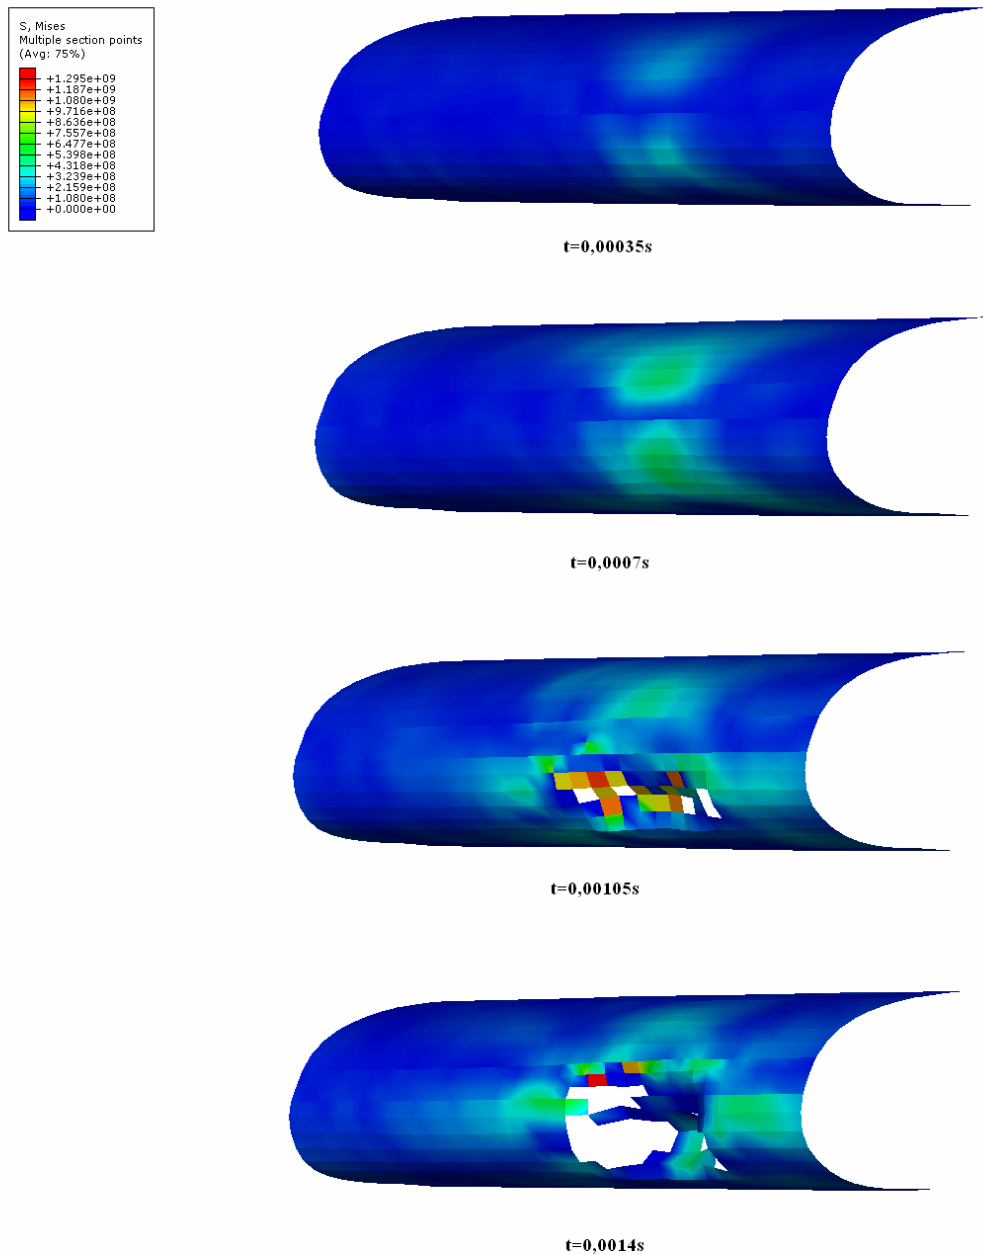 S, Mises
Multiple section points
(Avg: 75%)
+1.295e+09
+1.187e+09
+1.080e+09
+9.716e+08
+8.636e+08
+7.557e+08
+6.477e+08
+5.398e+08
+4.318e+08
+3.239e+08
+2.159e+08
+1.080e+08
+0.000e+00
t=0,00035s
t=0,0007s
t=0,00105s
t=0,0014s